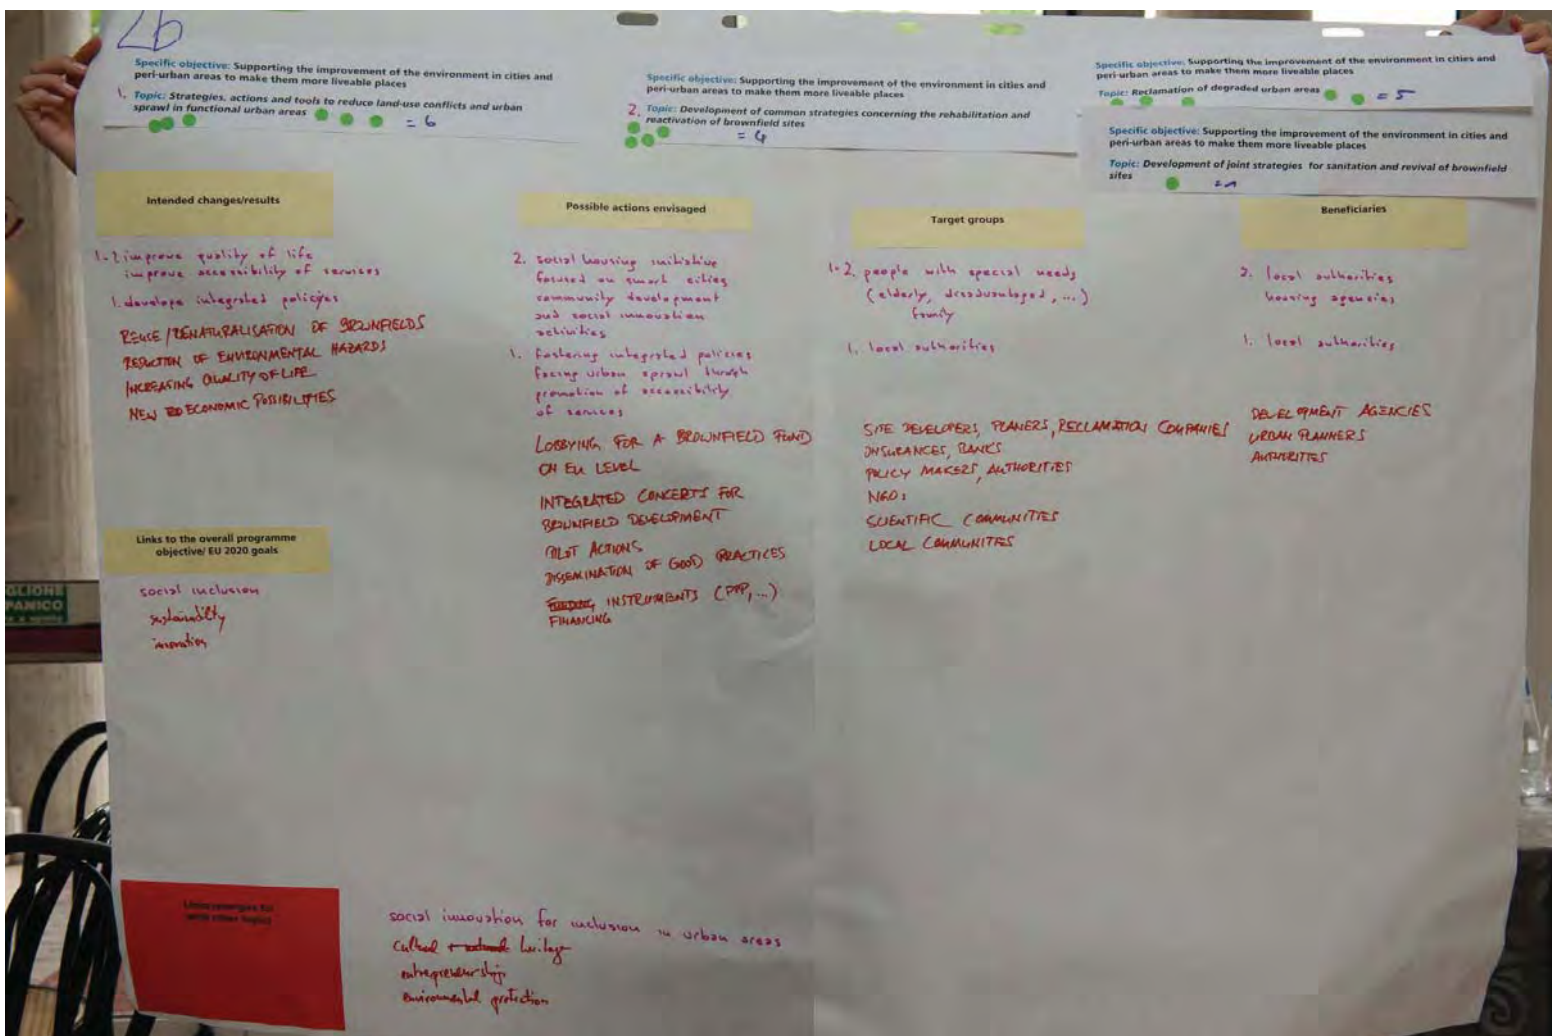 2b
Specific objective: Supporting the improvement of the environment in cities and
peri-urban areas to make them more liveable places
1. Topic: Strategies, actions and tools to reduce land-use conflicts and urban
sprawl in functional urban areas = 6
Specific objective: Supporting the improvement of the environment in cities and
peri-urban areas to make them more liveable places
2. Topic: Development of common strategies concerning the rehabilitation and
reactivation of brownfield sites
= 4
Specific objective: Supporting the improvement of the environment in cities and
peri-urban areas to make them more liveable places
Topic: Reclamation of degraded urban areas = 5
Specific objective: Supporting the improvement of the environment in cities and
peri-urban areas to make them more liveable places
Topic: Development of joint strategies for sanitation and revival of brownfield
sites
= 1
Intended changes/results
1-2 improve quality of life
improve accessibility of services
1. develope integrated policyes
REUSE/RENATURALISATION OF BROWNFIELDS
REDUCTION OF ENVIRONMENTAL HAZARDS
INCREASING QUALITY OF LIFE
NEW ECONOMIC POSSIBILITIES
Possible actions envisaged
2. social housing initiative
focused on smart cities
community development
and social innovation
activities
1. fostering integrated policies
facing urban sprawl through
promotion of accessibility
of services
LOBBYING FOR A BROWNFIELD FUND
ON EU LEVEL
INTEGRATED CONCEPTS FOR
BROWNFIELD DEVELOPMENT
PILOT ACTIONS
DISSEMINATION OF GOOD PRACTICES
FUNDING INSTRUMENTS (PPP,...)
FINANCING
Target groups
1-2. people with special needs
(elderly, disadvantaged, ...)
family
1. local authorities
SITE DEVELOPERS, PLANERS, RECLAMATION COMPANIES
INSURANCES, BANKS
POLICY MAKERS, AUTHORITIES
NGOs
SCIENTIFIC COMMUNITIES
LOCAL COMMUNITIES
Beneficiaries
2. local authorities
housing agencies
1. local authorities
DEVELOPMENT AGENCIES
URBAN PLANNERS
AUTHORITIES
Links to the overall programme
objective/ EU 2020 goals
social inclusion
sustainability
innovation
GLIONE
PANICO
with other topics
social innovation for inclusion in urban areas
cultural heritage
entrepreneurship
environmental protection